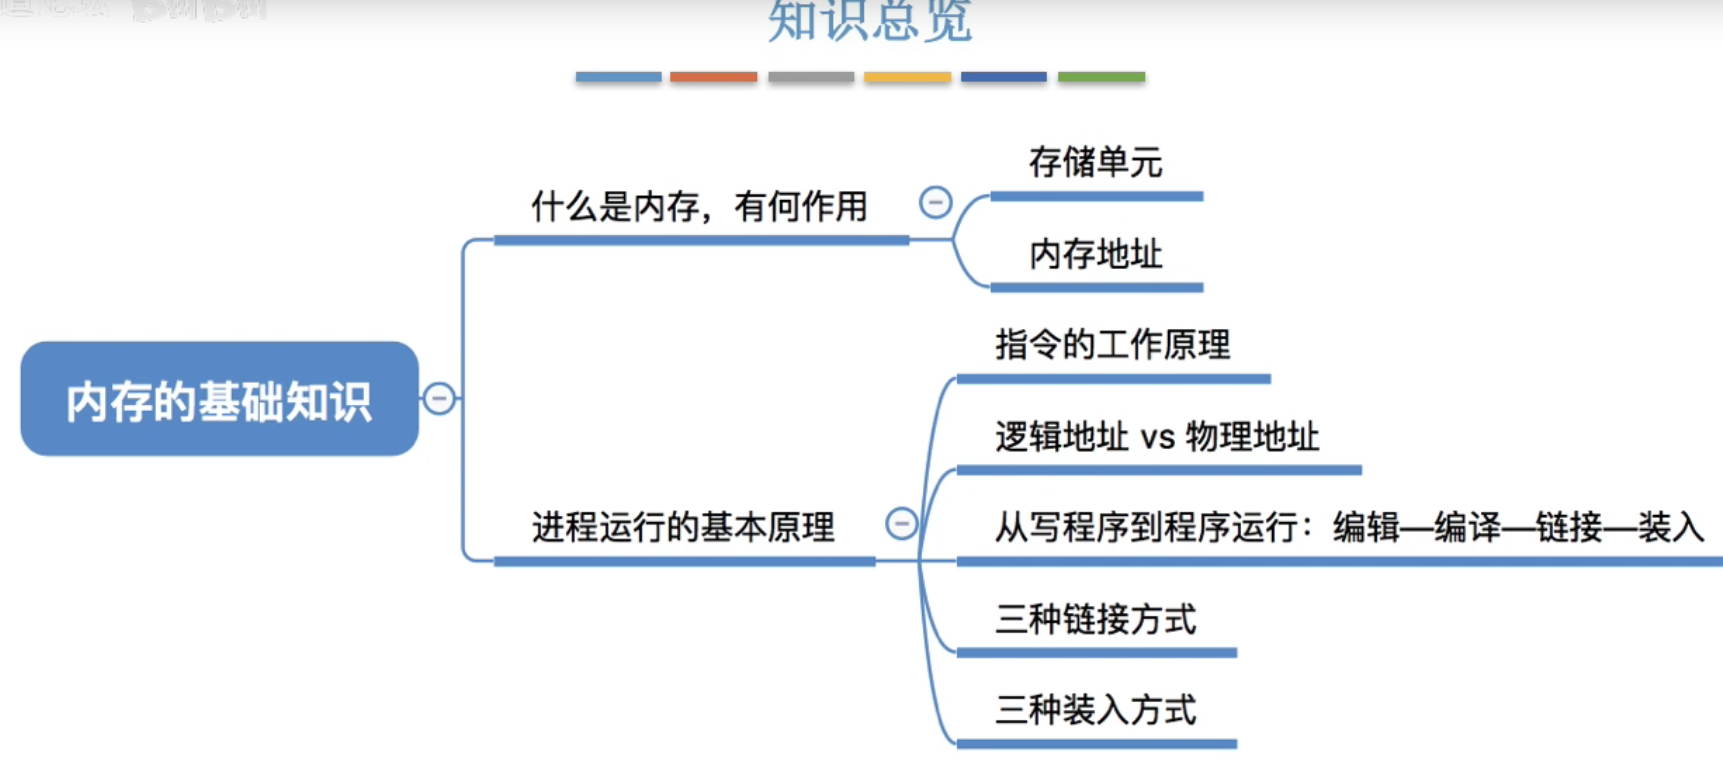 知识总览
什么是内存，有何作用
存储单元
内存地址
内存的基础知识
进程运行的基本原理
指令的工作原理
逻辑地址 vs 物理地址
从写程序到程序运行：编辑—编译—链接—装入
三种链接方式
三种装入方式